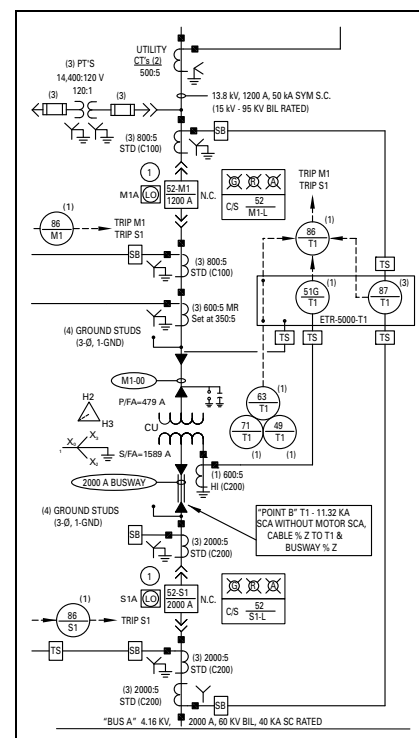 UTILITY
CT's (2)
500:5
(3) PT'S
14,400:120 V
120:1
(3)
(3)
13.8 kV, 1200 A, 50 kA SYM S.C.
(15 kV - 95 KV BIL RATED)
(3) 800:5
STD (C100)
SB
1
M1A
LO
52-M1
1200 A
N.C.
G R A
C/S 52
M1-L
TRIP M1
TRIP S1
86
T1
(1)
86
M1
(1)
TRIP M1
TRIP S1
SB
(3) 800:5
STD (C100)
(3) 600:5 MR
Set at 350:5
TS
51G
T1
(1)
87
T1
(3)
ETR-5000-T1
TS
TS
TS
(4) GROUND STUDS
(3-Ø, 1-GND)
M1-00
P/FA=479 A
H2
H3
CU
S/FA=1589 A
63
T1
(1)
71
T1
(1)
49
T1
(1)
(1) 600:5
HI (C200)
2000 A BUSWAY
(4) GROUND STUDS
(3-Ø, 1-GND)
"POINT B" T1 - 11.32 KA
SCA WITHOUT MOTOR SCA,
CABLE % Z TO T1 &
BUSWAY % Z
SB
(3) 2000:5
STD (C200)
1
S1A
LO
52-S1
2000 A
N.C.
G R A
C/S 52
S1-L
86
S1
(1)
TRIP S1
TS
SB
(3) 2000:5
STD (C200)
(3) 2000:5
STD (C200)
SB
"BUS A" 4.16 KV, 2000 A, 60 KV BIL, 40 KA SC RATED